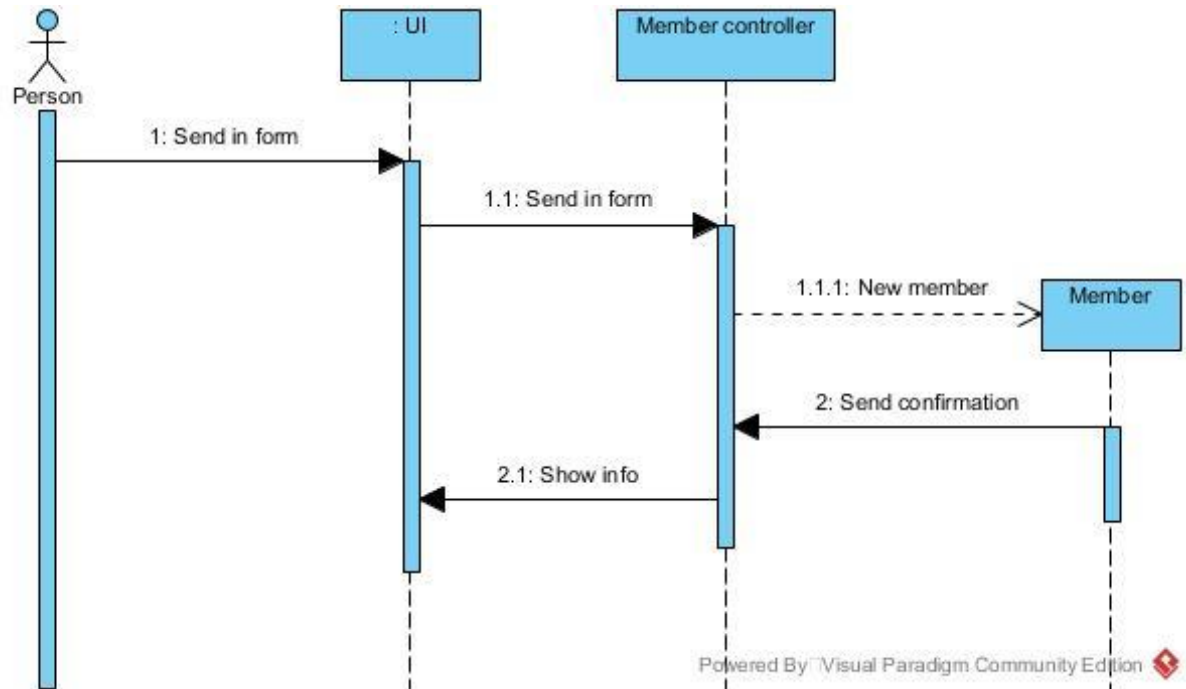 : UI
Member controller
Person
1: Send in form
1.1: Send in form
1.1.1: New member
Member
2: Send confirmation
2.1: Show info
Powered By Visual Paradigm Community Edition